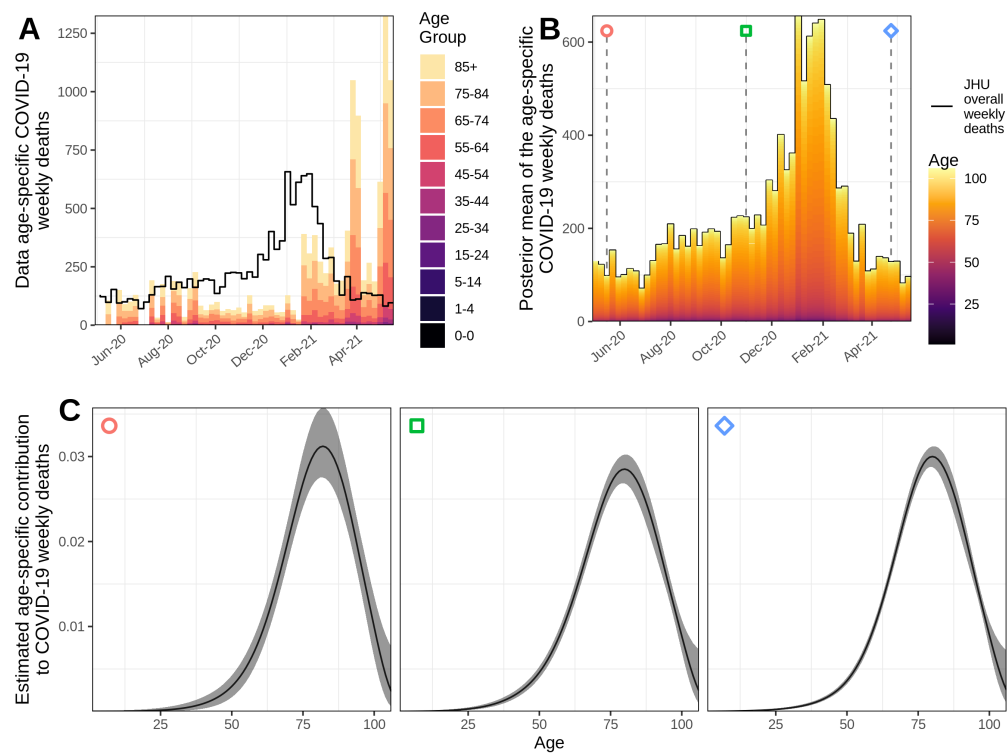 A
Data age-specific COVID-19
weekly deaths
1250
1000
750
500
250
0
Jun-20
Aug-20
Oct-20
Dec-20
Feb-21
Apr-21
Age
Group
85+
75-84
65-74
55-64
45-54
35-44
25-34
15-24
5-14
1-4
0-0
B
Posterior mean of the age-specific
COVID-19 weekly deaths
600
400
200
0
Jun-20
Aug-20
Oct-20
Dec-20
Feb-21
Apr-21
JHU
overall
weekly
deaths
Age
100
75
50
25
C
Estimated age-specific contribution
to COVID-19 weekly deaths
0.03
0.02
0.01
25
50
75
100
25
50
75
100
25
50
75
100
Age